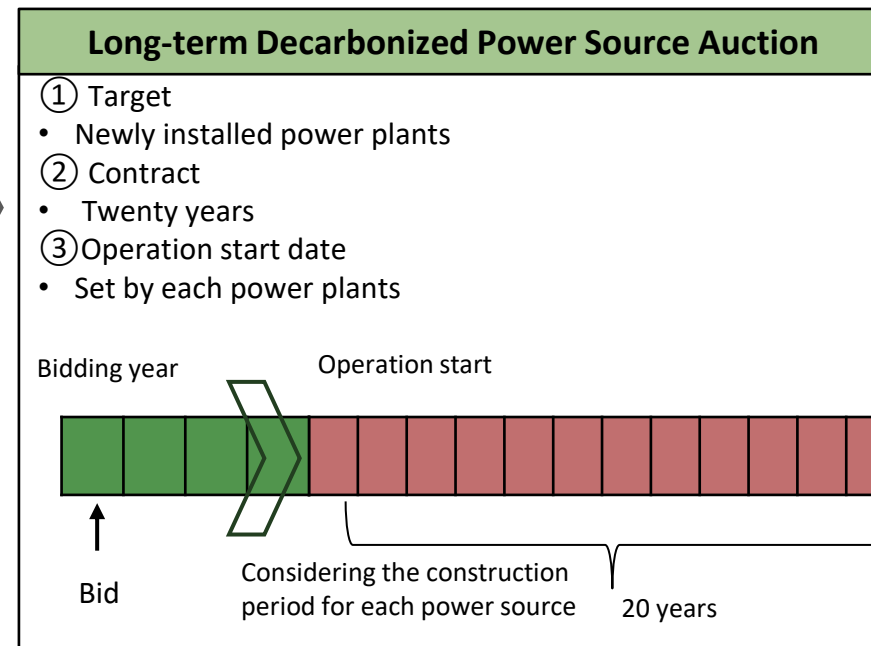 Long-term Decarbonized Power Source Auction
① Target
• Newly installed power plants
② Contract
• Twenty years
③Operation start date
• Set by each power plants
Bidding year
Operation start
Bid
Considering the construction
period for each power source
20 years